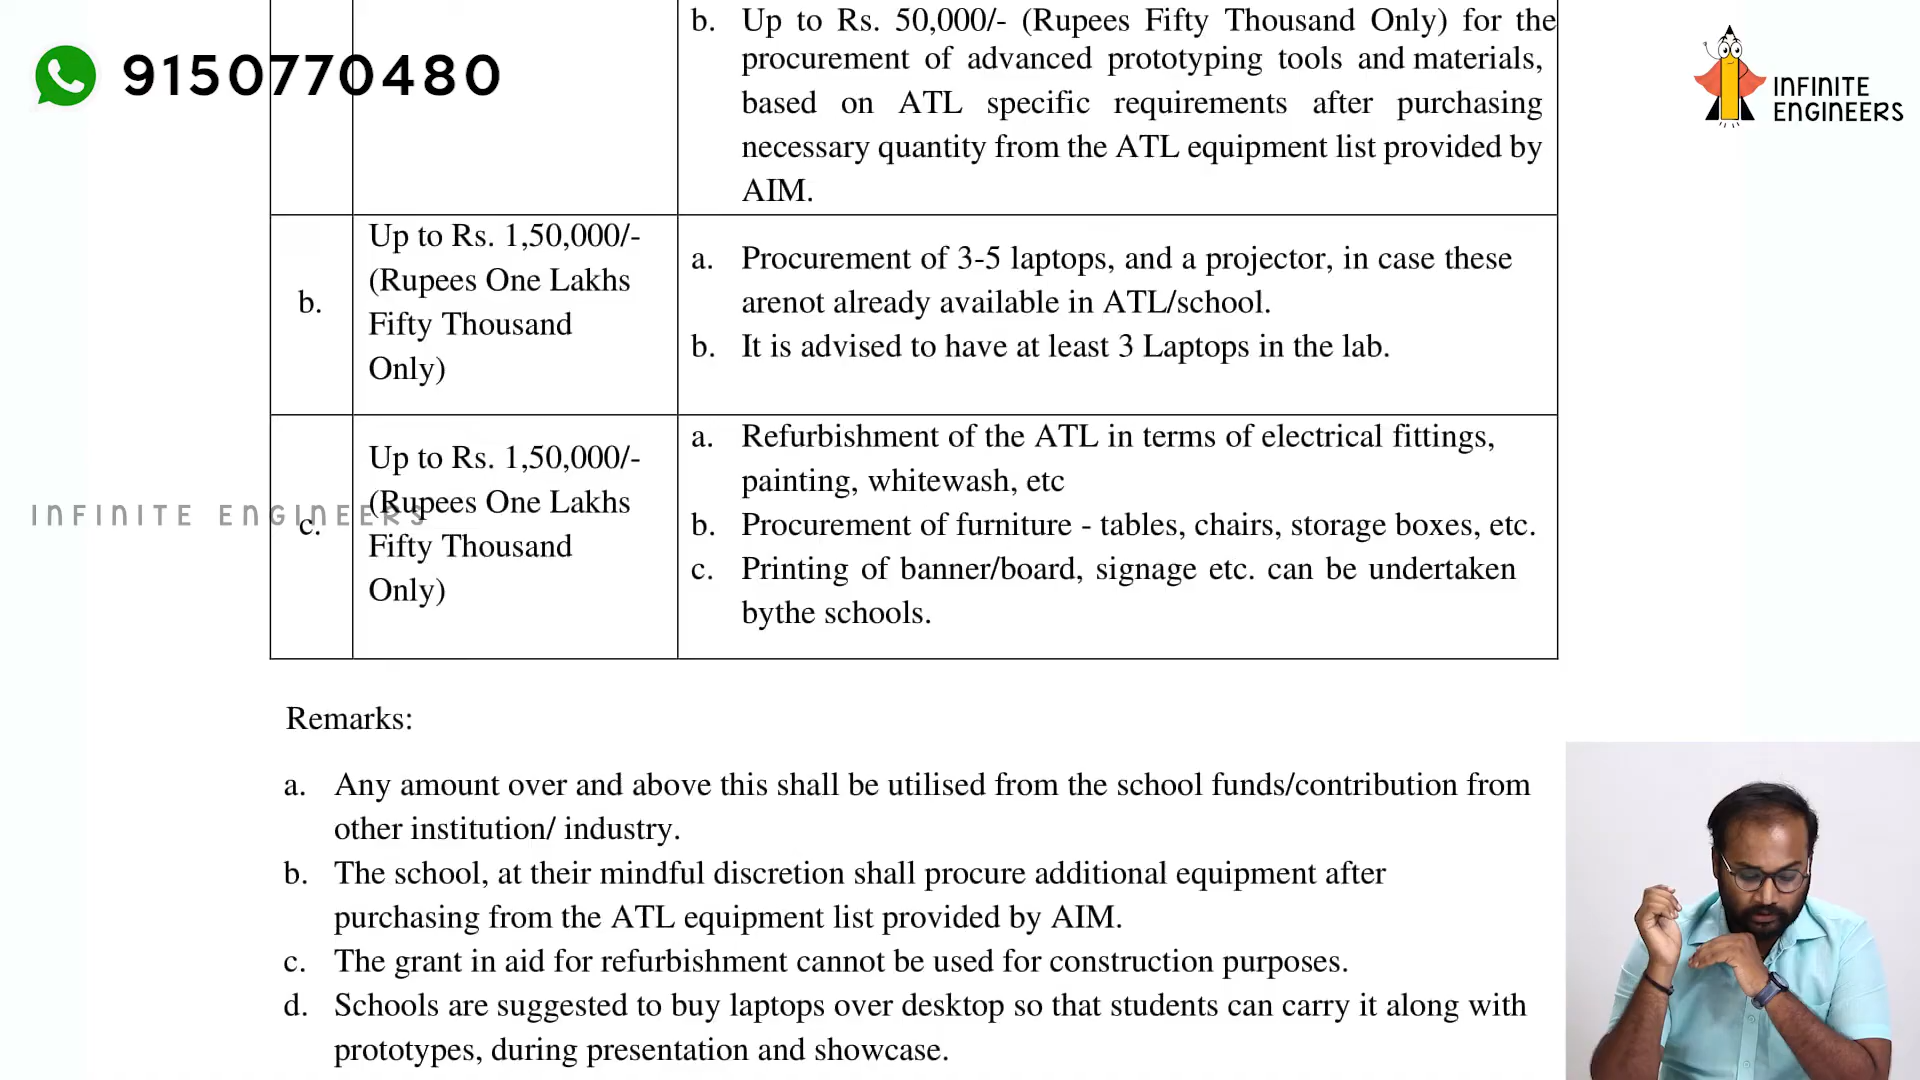 9150770480
INFINITE
ENGINEERS
b. Up to Rs. 50,000/- (Rupees Fifty Thousand Only) for the
procurement of advanced prototyping tools and materials,
based on ATL specific requirements after purchasing
necessary quantity from the ATL equipment list provided by
AIM.
b.
Up to Rs. 1,50,000/-
(Rupees One Lakhs
Fifty Thousand
Only)
a. Procurement of 3-5 laptops, and a projector, in case these
arenot already available in ATL/school.
b. It is advised to have at least 3 Laptops in the lab.
INFINITE ENGINEERS
c.
Up to Rs. 1,50,000/-
(Rupees One Lakhs
Fifty Thousand
Only)
a. Refurbishment of the ATL in terms of electrical fittings,
painting, whitewash, etc
b. Procurement of furniture - tables, chairs, storage boxes, etc.
c. Printing of banner/board, signage etc. can be undertaken
bythe schools.
Remarks:
a. Any amount over and above this shall be utilised from the school funds/contribution from
other institution/ industry.
b. The school, at their mindful discretion shall procure additional equipment after
purchasing from the ATL equipment list provided by AIM.
c. The grant in aid for refurbishment cannot be used for construction purposes.
d. Schools are suggested to buy laptops over desktop so that students can carry it along with
prototypes, during presentation and showcase.